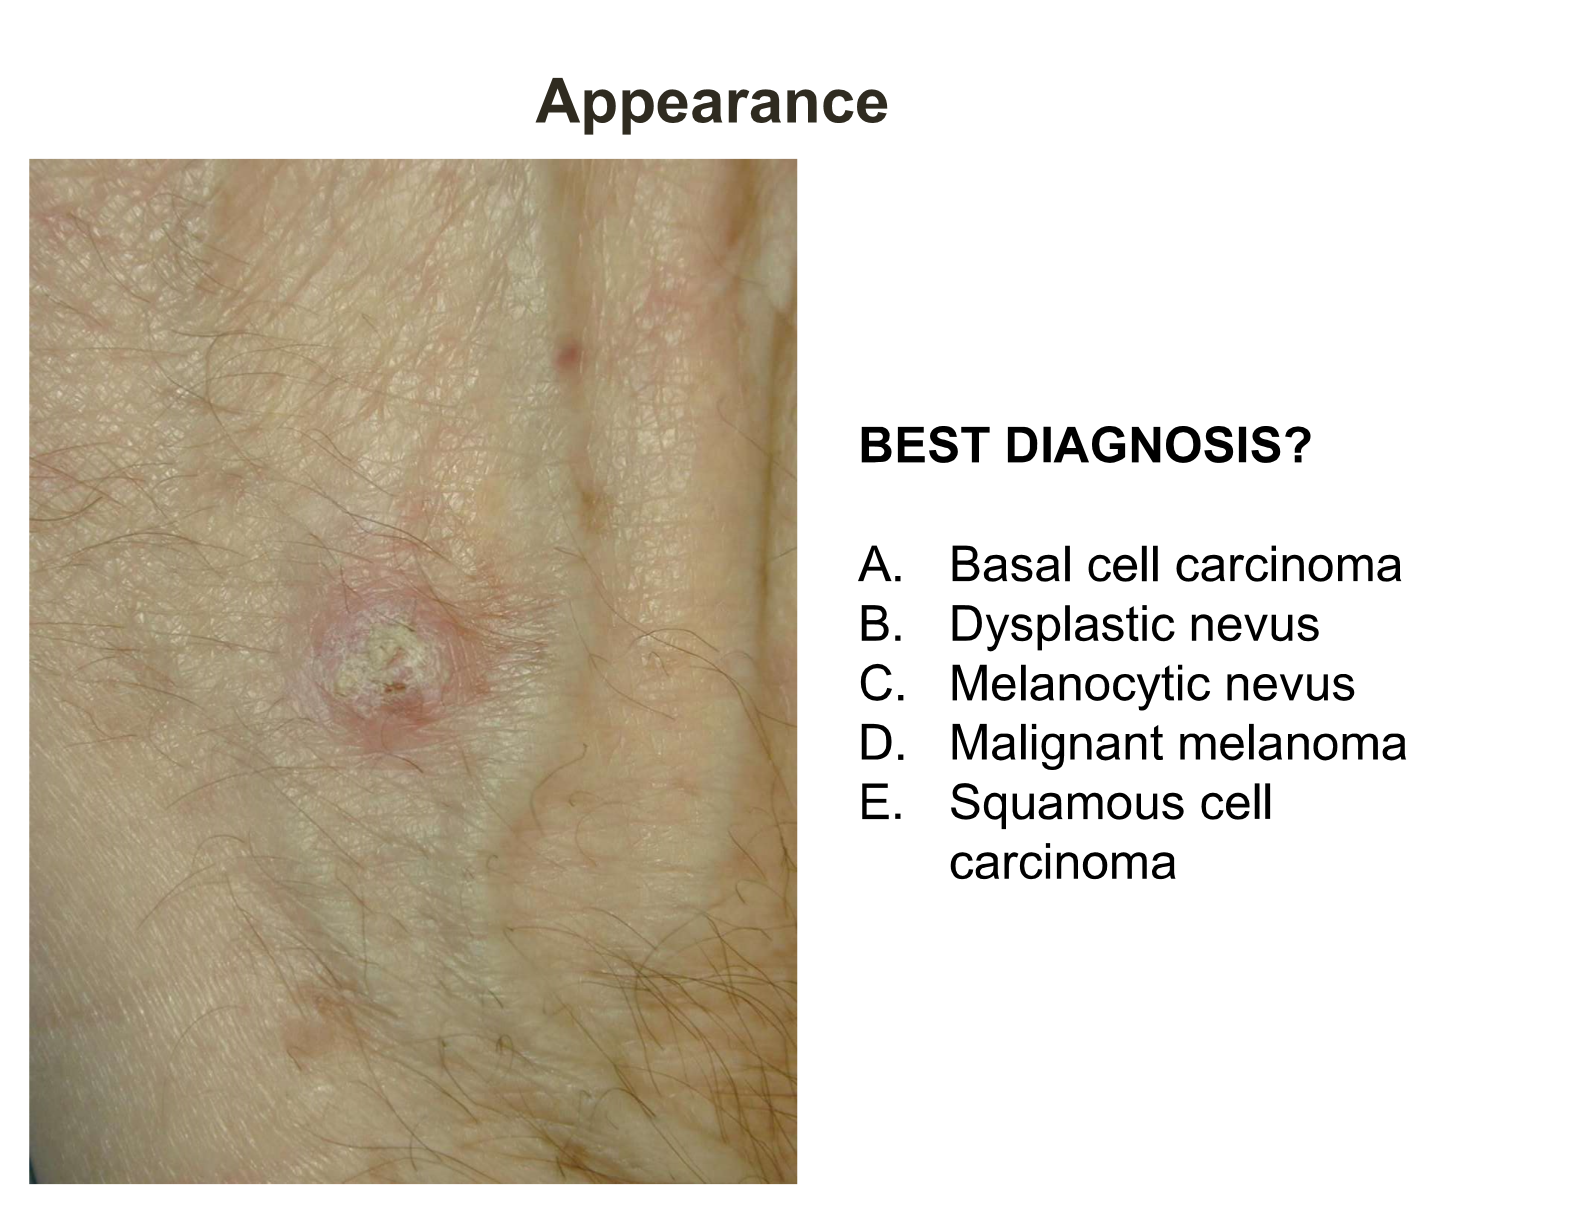 Appearance
BEST DIAGNOSIS?
A. Basal cell carcinoma
B. Dysplastic nevus
C. Melanocytic nevus
D. Malignant melanoma
E. Squamous cell
carcinoma